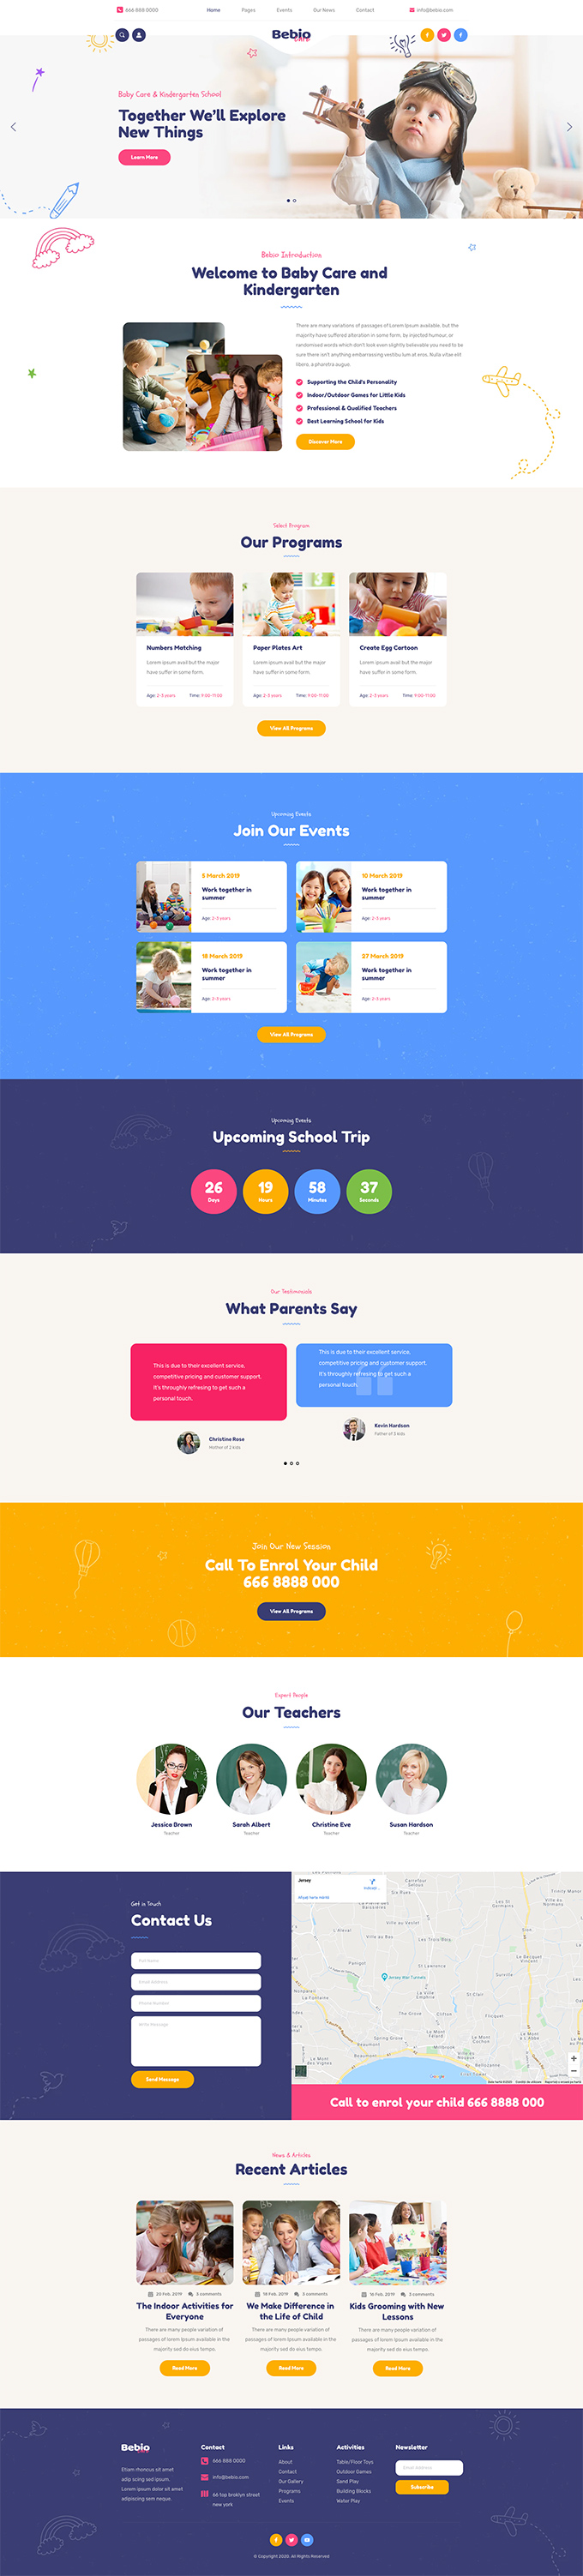 666 888 0000
Home
Pages
Events
Our News
Contact
info@bebio.com
Bebio
Baby Care & Kindergarten School
Together We'll Explore
New Things
Learn More
Bebio Introduction
Welcome to Baby Care and
Kindergarten
There are many variations of passages of Lorem Ipsum available, but the
majority have suffered alteration in some form, by injected humour, or
randomised words which don't look even slightly believable you need to be
sure there isn't anything embarrassing vestibu lum at eros. Nulla vitae elit
libero, a pharetra augue.
Supporting the Child's Personality
Indoor/Outdoor Games for Little Kids
Professional & Qualified Teachers
Best Learning School for Kids
Discover More
Select Program
Our Programs
Numbers Matching
Lorem ipsum avail but the major
have suffer in some form.
Age: 2-3 years
Time: 9:00-11:00
Paper Plates Art
Lorem ipsum avail but the major
have suffer in some form.
Age: 2-3 years
Time: 9:00-11:00
Create Egg Cartoon
Lorem ipsum avail but the major
have suffer in some form.
Age: 2-3 years
Time: 9:00-11:00
View All Programs
Upcoming Events
Join Our Events
5 March 2019
Work together in
summer
Age: 2-3 years
10 March 2019
Work together in
summer
Age: 2-3 years
18 March 2019
Work together in
summer
Age: 2-3 years
27 March 2019
Work together in
summer
Age: 2-3 years
View All Programs
Upcoming Events
Upcoming School Trip
26
Days
19
Hours
58
Minutes
37
Seconds
Our Testimonials
What Parents Say
This is due to their excellent service,
competitive pricing and customer support.
It's throughly refresing to get such a
personal touch.
Christine Rose
Mother of 2 kids
This is due to their excellent service,
competitive pricing and customer support.
It's throughly refresing to get such a
personal touch.
Kevin Hardson
Father of 3 kids
Join Our New Session
Call To Enrol Your Child
666 8888 000
View All Programs
Expert People
Our Teachers
Jessica Brown
Teacher
Sarah Albert
Teacher
Christine Eve
Teacher
Susan Hardson
Teacher
Get in Touch
Contact Us
Full Name
Email Address
Phone Number
Write Message
Send Message
Jersey
Six Rues
Trinity Manor
St Lawrence
Jersey War Tunnels
Millbrook
Beaumont
Google
Call to enrol your child 666 8888 000
News & Articles
Recent Articles
20 Feb, 2019
3 comments
The Indoor Activities for
Everyone
There are many people variation of
passages of lorem Ipsum available in the
majority sed do eius tempo.
Read More
18 Feb, 2019
3 comments
We Make Difference in
the Life of Child
There are many people variation of
passages of lorem Ipsum available in the
majority sed do eius tempo.
Read More
16 Feb, 2019
3 comments
Kids Grooming with New
Lessons
There are many people variation of
passages of lorem Ipsum available in the
majority sed do eius tempo.
Read More
Bebio
Etiam rhoncus sit amet
adip scing sed ipsum.
Lorem ipsum dolor sit amet
adipiscing sem neque.
Contact
666 888 0000
info@bebio.com
66 top broklyn street
new york
Links
About
Contact
Our Gallery
Programs
Events
Activities
Table/Floor Toys
Outdoor Games
Sand Play
Building Blocks
Water Play
Newsletter
Email address
Subscribe
© Copyright 2020. All Rights Reserved